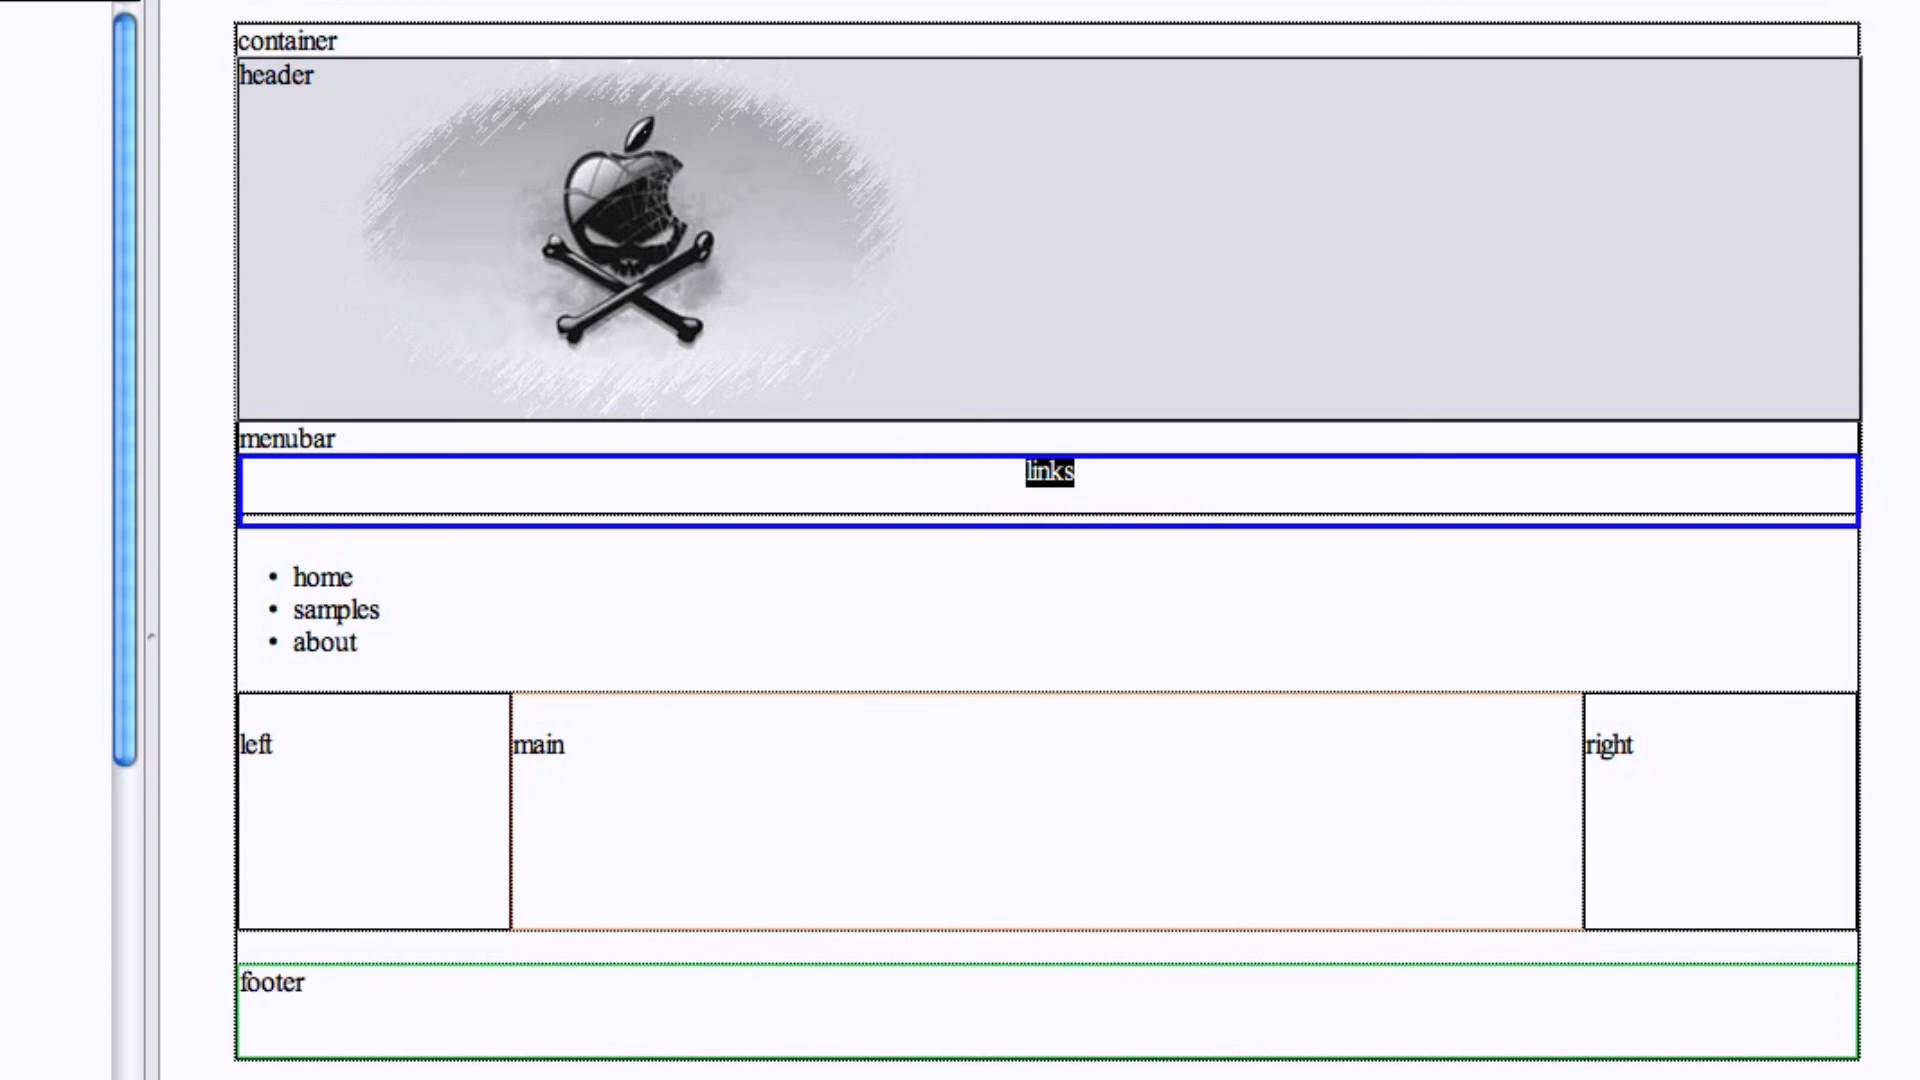 container
header
menubar
links
• home
• samples
• about
left
main
right
footer